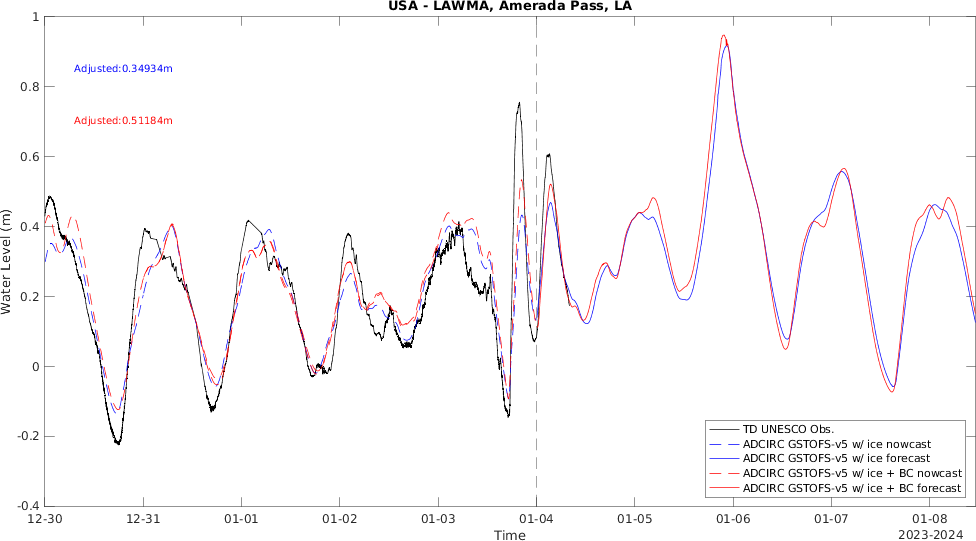 USA - LAWMA, Amerada Pass, LA
1
0.8
0.6
0.4
0.2
0
-0.2
-0.4
Water Level (m)
Adjusted:0.34934m
Adjusted:0.51184m
TD UNESCO Obs.
ADCIRC GSTOFS-v5 w/ ice nowcast
ADCIRC GSTOFS-v5 w/ ice forecast
ADCIRC GSTOFS-v5 w/ ice + BC nowcast
ADCIRC GSTOFS-v5 w/ ice + BC forecast
12-30 12-31 01-01 01-02 01-03 01-04 01-05 01-06 01-07 01-08
Time
2023-2024